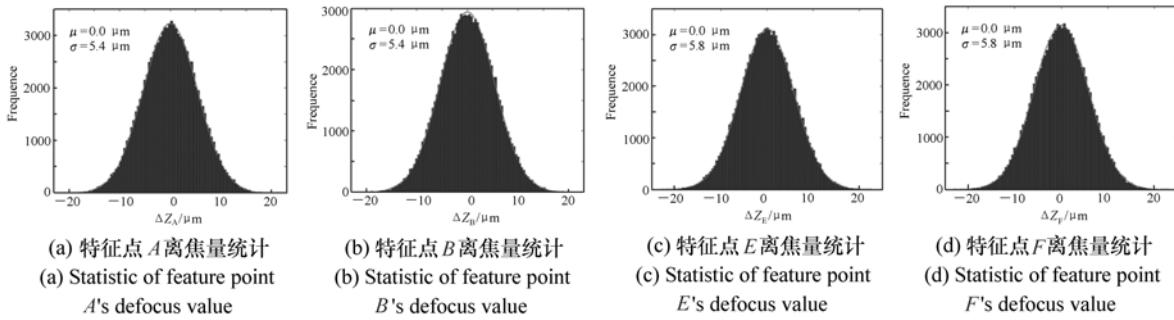 μ=0.0 μm
σ=5.4 μm
Frequence
3000
2000
1000
0
−20
−10
0
10
20
ΔZA/μm
(a) 特征点A离焦量统计
(a) Statistic of feature point
A's defocus value
μ=0.0 μm
σ=5.4 μm
Frequence
3000
2000
1000
0
−20
−10
0
10
20
ΔZB/μm
(b) 特征点B离焦量统计
(b) Statistic of feature point
B's defocus value
μ=0.0 μm
σ=5.8 μm
Frequence
3000
2000
1000
0
−20
−10
0
10
20
ΔZE/μm
(c) 特征点E离焦量统计
(c) Statistic of feature point
E's defocus value
μ=0.0 μm
σ=5.8 μm
Frequence
3000
2000
1000
0
−20
−10
0
10
20
ΔZF/μm
(d) 特征点F离焦量统计
(d) Statistic of feature point
F's defocus value